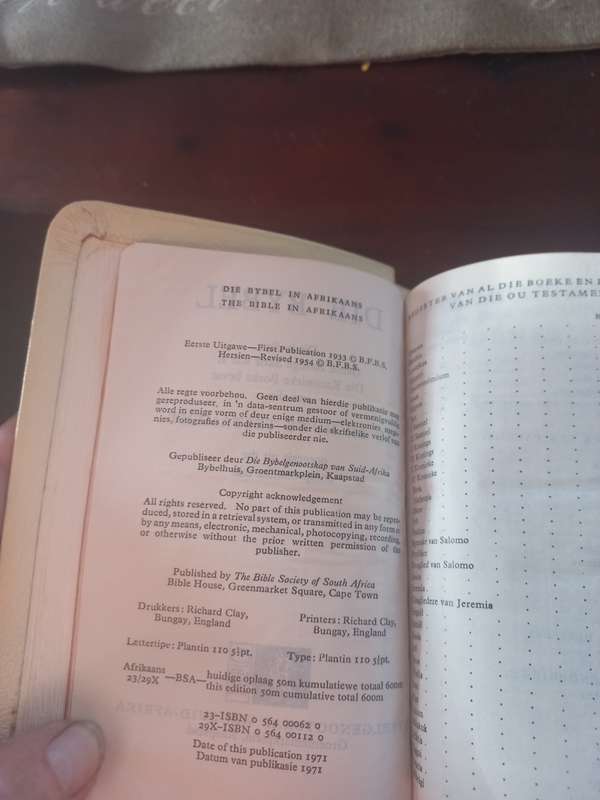 DIE BYBEL IN AFRIKAANS
THE BIBLE IN AFRIKAANS
Eerste Uitgawe—First Publication 1933 © B.F.B.S.
Hersien—Revised 1954 © B.F.B.S.
Alle regte voorbehou. Geen deel van hierdie publikasie mag
gereproduseer, in 'n data-sentrum gestoor of vermenigvuldig
word in enige vorm of deur enige medium—elektronies,
nies, fotografies of andersins—sonder die skriftelike verlof van
die publiseerder nie.
Gepubliseer deur Die Bybelgenootskap van Suid-Afrika
Bybelhuis, Groentmarkplein, Kaapstad
Copyright acknowledgement
All rights reserved. No part of this publication may be repro-
duced, stored in a retrieval system, or transmitted in any form or
by any means, electronic, mechanical, photocopying, recording,
or otherwise without the prior written permission of the
publisher.
Published by The Bible Society of South Africa
Bible House, Greenmarket Square, Cape Town
Drukkers: Richard Clay,
Bungay, England
Printers: Richard Clay,
Bungay, England
Lettertipe: Plantin 110 5½pt.
Type: Plantin 110 5½pt.
Afrikaans
23/29X —BSA— huidige oplaag 50m kumulatiewe totaal 600m
this edition 50m cumulative total 600m
23–ISBN 0 564 00062 0
29X–ISBN 0 564 00112 0
Date of this publication 1971
Datum van publikasie 1971
REGISTER VAN AL DIE BOEKE EN
VAN DIE OU TESTAME
van Salomo
van Salomo
van Jeremia